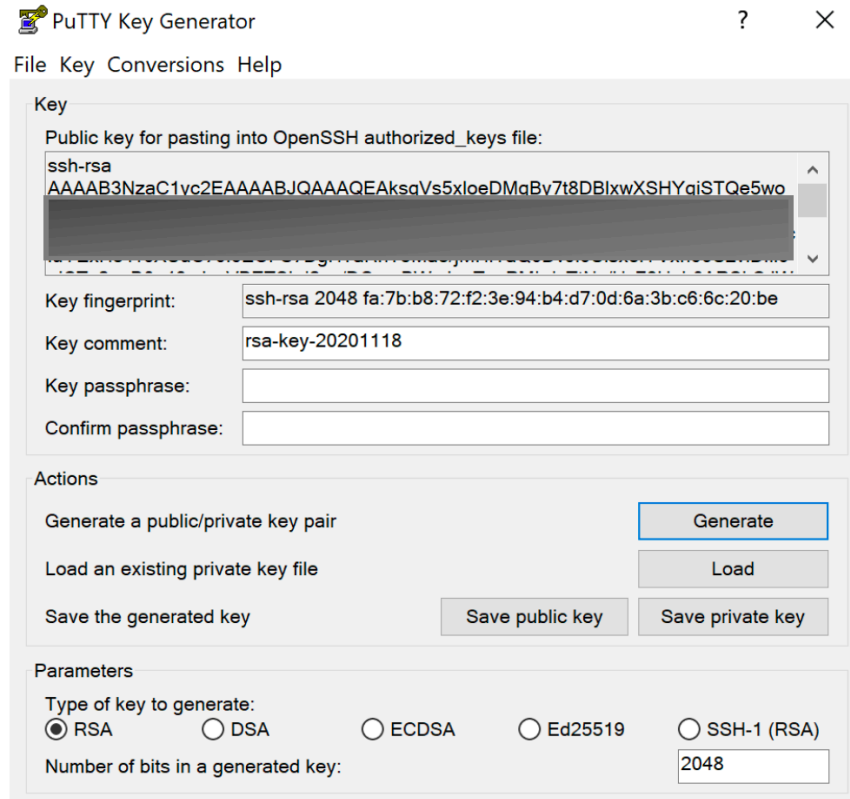 PuTTY Key Generator ? ×
File Key Conversions Help
Key
Public key for pasting into OpenSSH authorized_keys file:
ssh-rsa
Key fingerprint: ssh-rsa 2048 fa:7b:b8:72:f2:3e:94:b4:d7:0d:6a:3b:c6:6c:20:be
Key comment: rsa-key-20201118
Key passphrase:
Confirm passphrase:
Actions
Generate a public/private key pair Generate
Load an existing private key file Load
Save the generated key Save public key Save private key
Parameters
Type of key to generate:
RSA DSA ECDSA Ed25519 SSH-1 (RSA)
Number of bits in a generated key: 2048